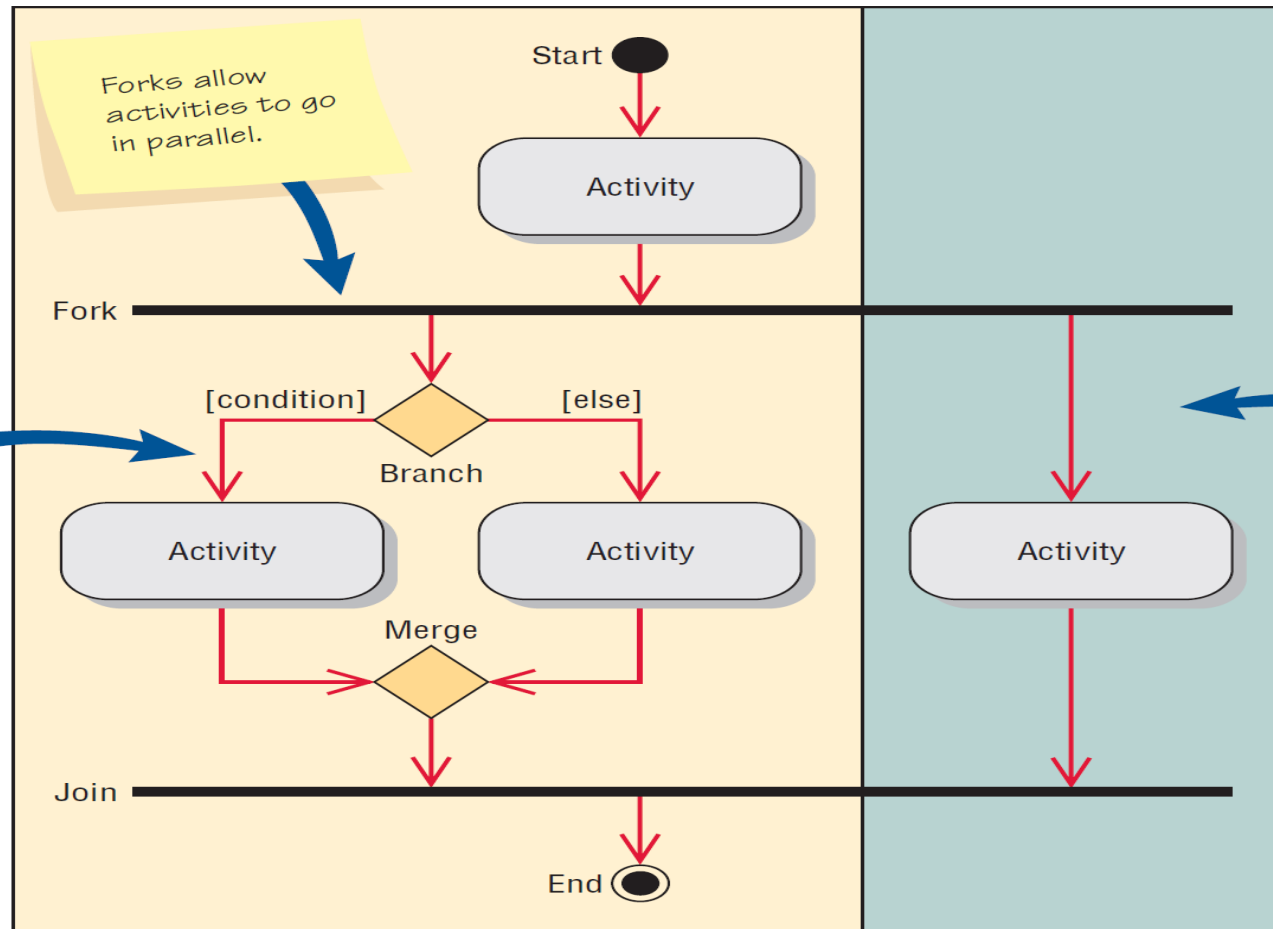 Forks allow
activities to go
in parallel.
Start
Activity
Fork
[condition]
[else]
Branch
Activity
Activity
Activity
Merge
Join
End